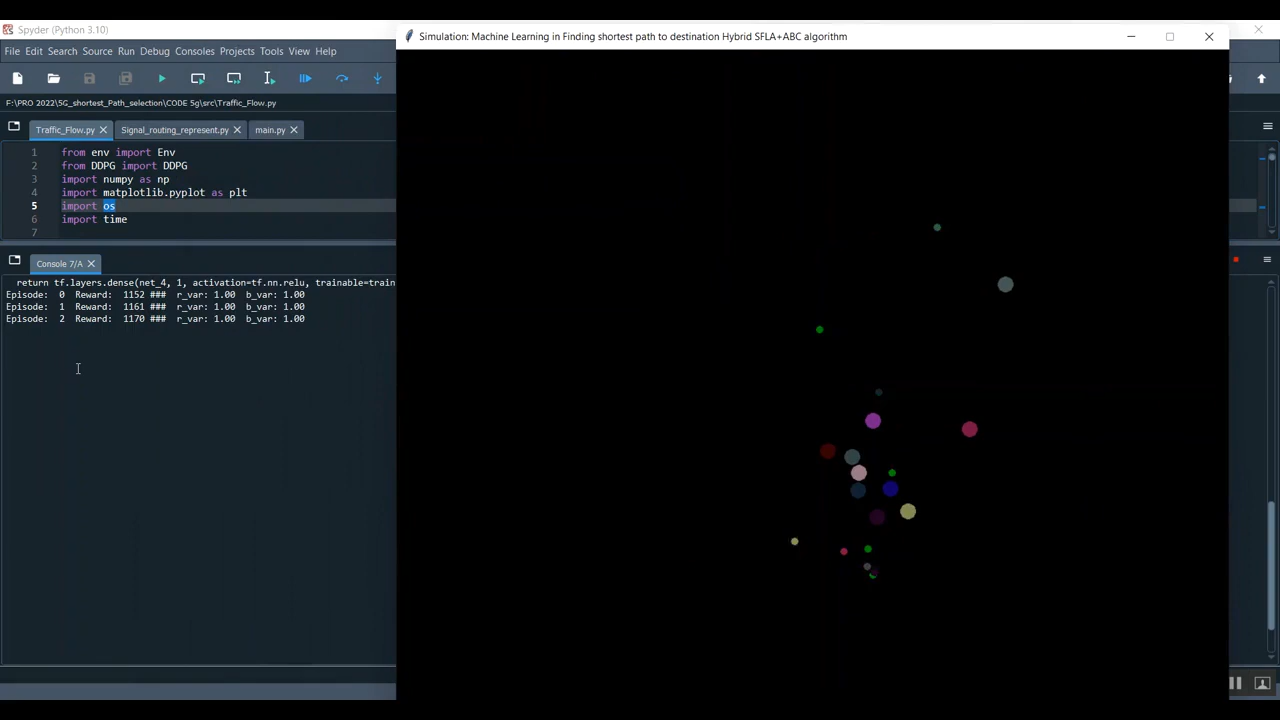 Spyder (Python 3.10)
Simulation: Machine Learning in Finding shortest path to destination Hybrid SFLA+ABC algorithm
File Edit Search Source Run Debug Consoles Projects Tools View Help
F:\PRO 2022\5G_shortest_Path_selection\CODE 5g\src\Traffic_Flow.py
Traffic_Flow.py Signal_routing_represent.py main.py
1 from env import Env
2 from DDPG import DDPG
3 import numpy as np
4 import matplotlib.pyplot as plt
5 import os
6 import time
7
Console 7/A
return tf.layers.dense(net_4, 1, activation=tf.nn.relu, trainable=train
Episode: 0 Reward: 1152 ### r_var: 1.00 b_var: 1.00
Episode: 1 Reward: 1161 ### r_var: 1.00 b_var: 1.00
Episode: 2 Reward: 1170 ### r_var: 1.00 b_var: 1.00